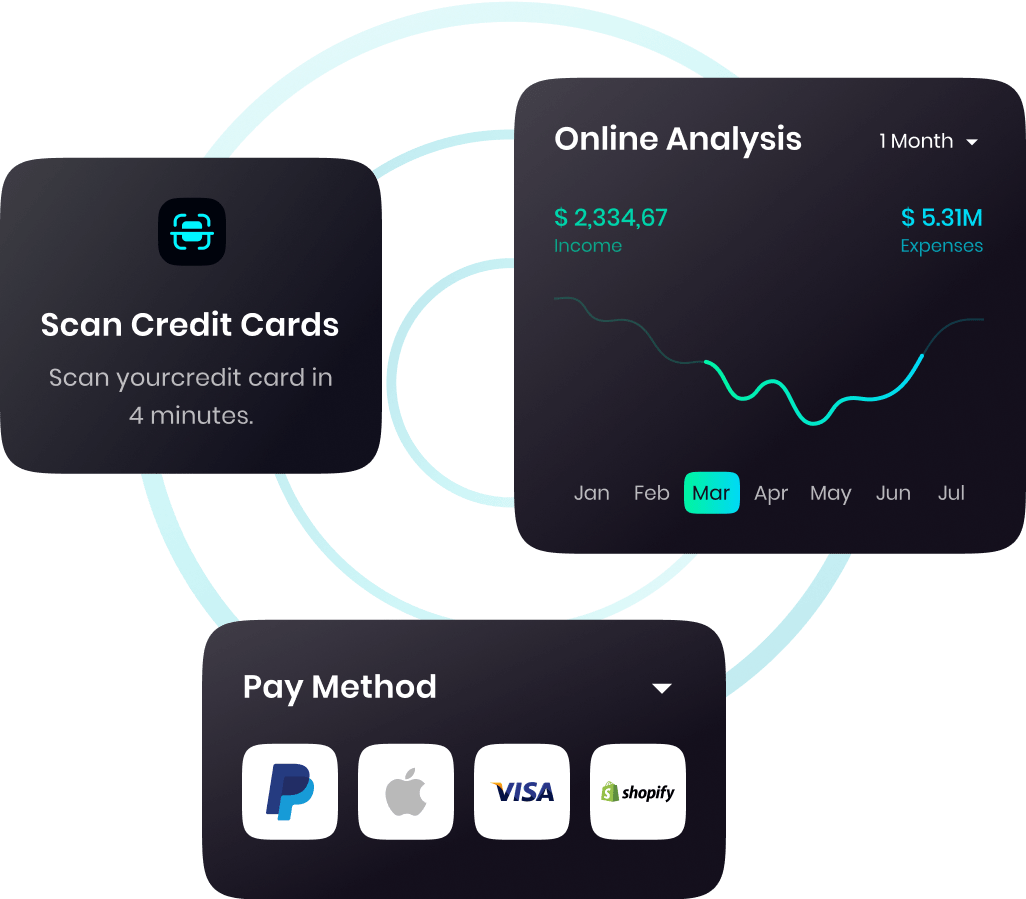 Online Analysis
1 Month
$ 2,334,67
$ 5.31M
Income
Expenses
Jan Feb Mar Apr May Jun Jul
Scan Credit Cards
Scan yourcredit card in
4 minutes.
Pay Method
VISA
shopify